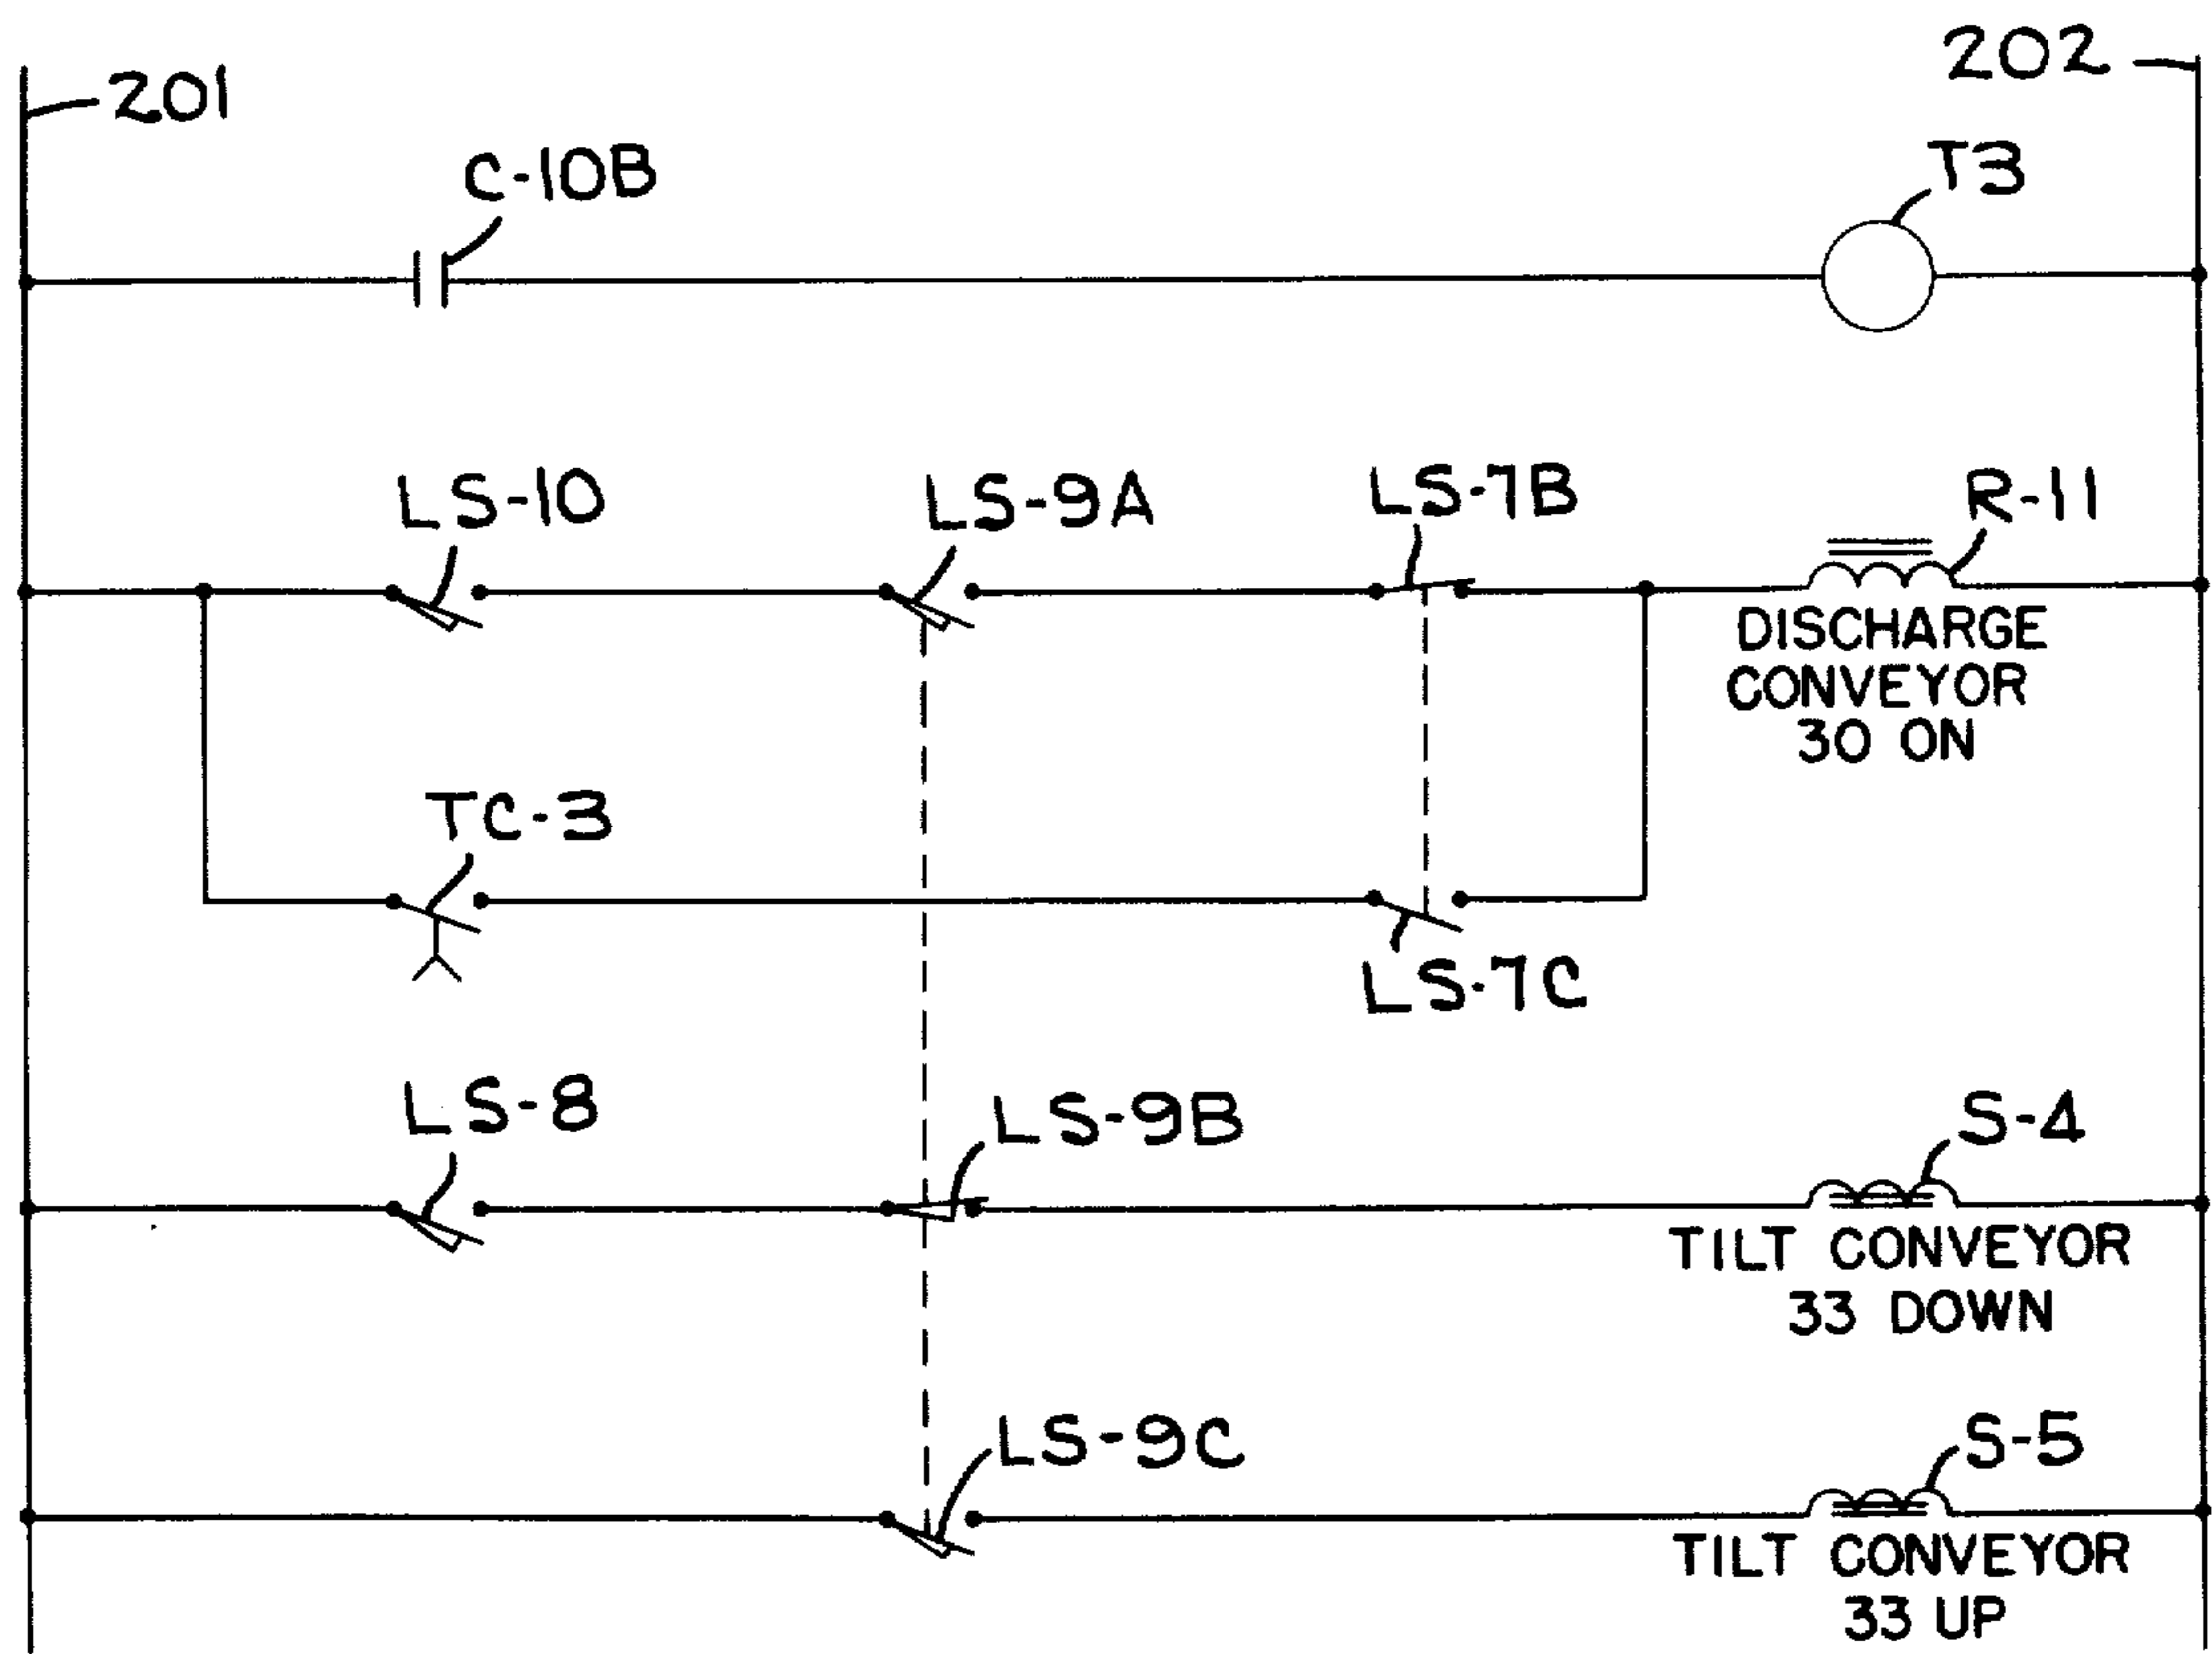 201
202
C-10B
T3
LS-10
LS-9A
LS-7B
R-11
DISCHARGE
CONVEYOR
30 ON
TC-3
LS-7C
LS-8
LS-9B
S-4
TILT CONVEYOR
33 DOWN
LS-9C
S-5
TILT CONVEYOR
33 UP